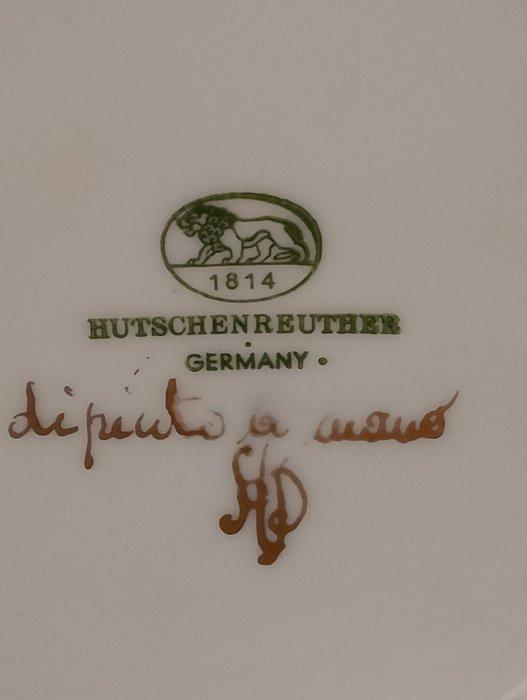 1814
HUTSCHENREUTHER
GERMANY
dipinto a mano